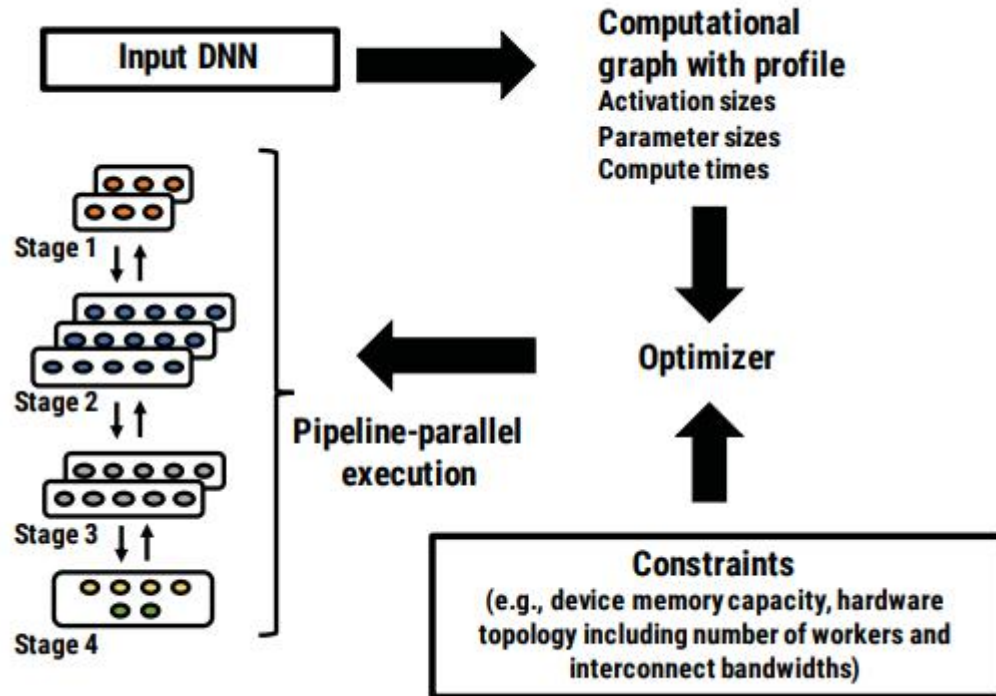 Input DNN
Computational
graph with profile
Activation sizes
Parameter sizes
Compute times
Stage 1
Stage 2
Stage 3
Stage 4
Pipeline-parallel
execution
Optimizer
Constraints
(e.g., device memory capacity, hardware
topology including number of workers and
interconnect bandwidths)